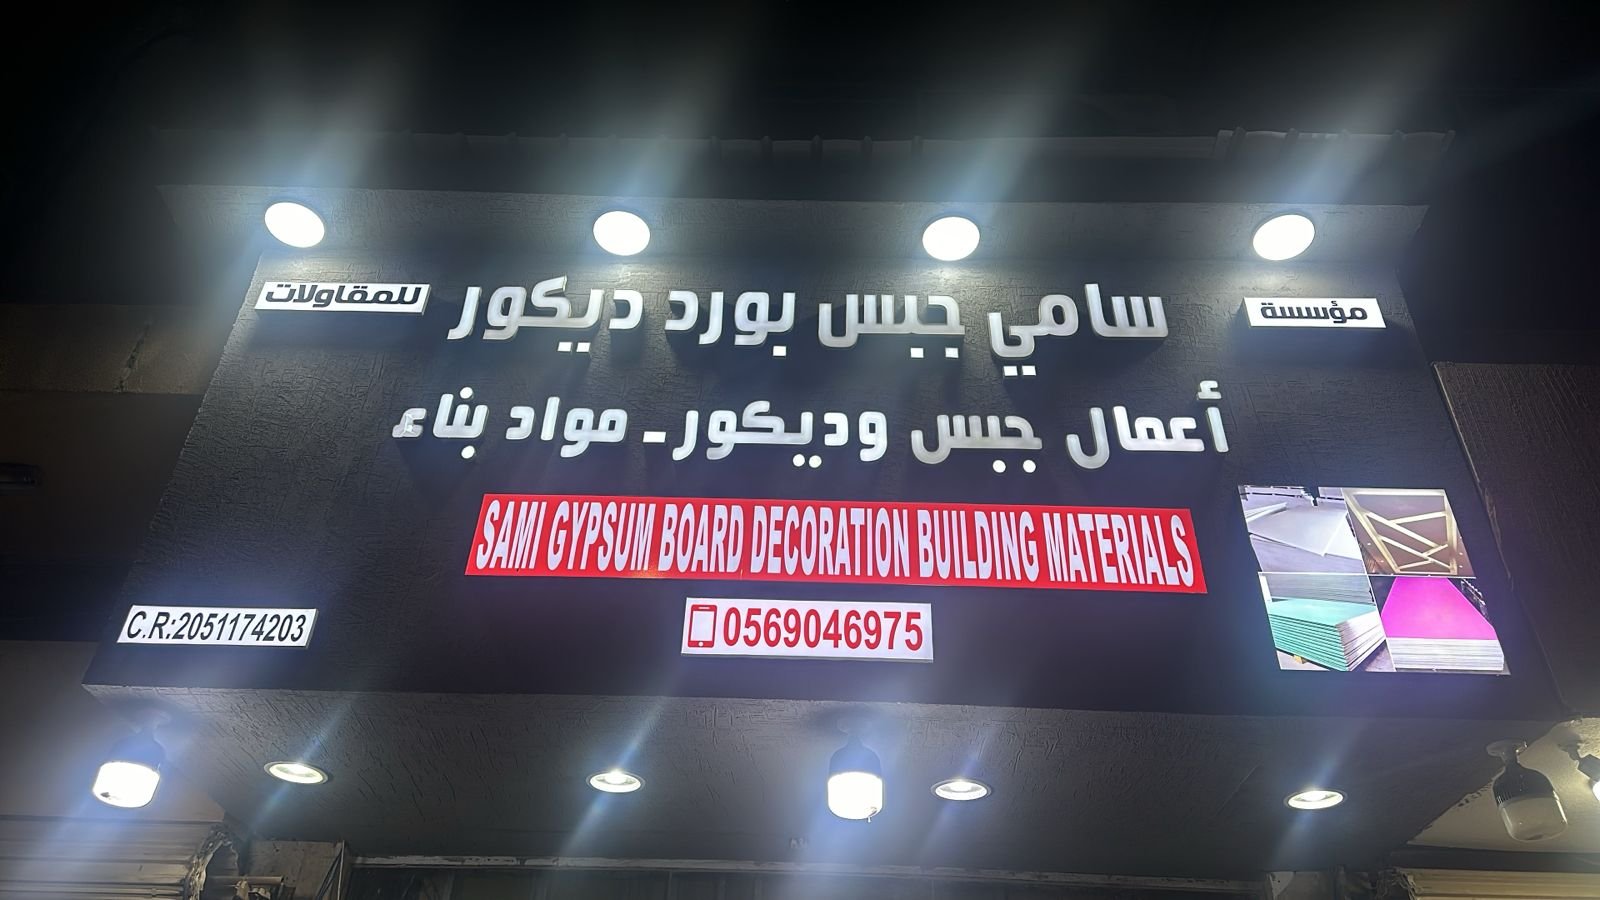 مؤسسة سامي جبس بورد ديكور للمقاولات
أعمال جبس وديكور - مواد بناء
SAMI GYPSUM BOARD DECORATION BUILDING MATERIALS
C.R:2051174203
0569046975